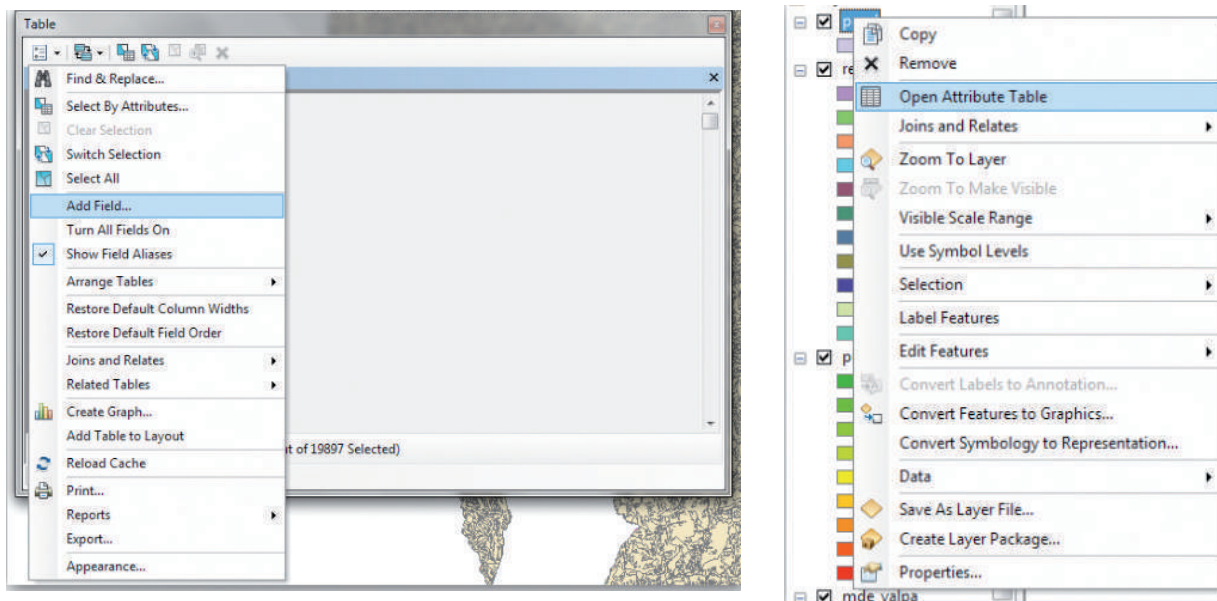 Table
Find & Replace...
Select By Attributes...
Clear Selection
Switch Selection
Select All
Add Field...
Turn All Fields On
Show Field Aliases
Arrange Tables
Restore Default Column Widths
Restore Default Field Order
Joins and Relates
Related Tables
Create Graph...
Add Table to Layout
Reload Cache
Print...
Reports
Export...
Appearance...
of 19897 Selected)
Copy
Remove
Open Attribute Table
Joins and Relates
Zoom To Layer
Zoom To Make Visible
Visible Scale Range
Use Symbol Levels
Selection
Label Features
Edit Features
Convert Labels to Annotation...
Convert Features to Graphics...
Convert Symbology to Representation...
Data
Save As Layer File...
Create Layer Package...
Properties...
mde_valpa